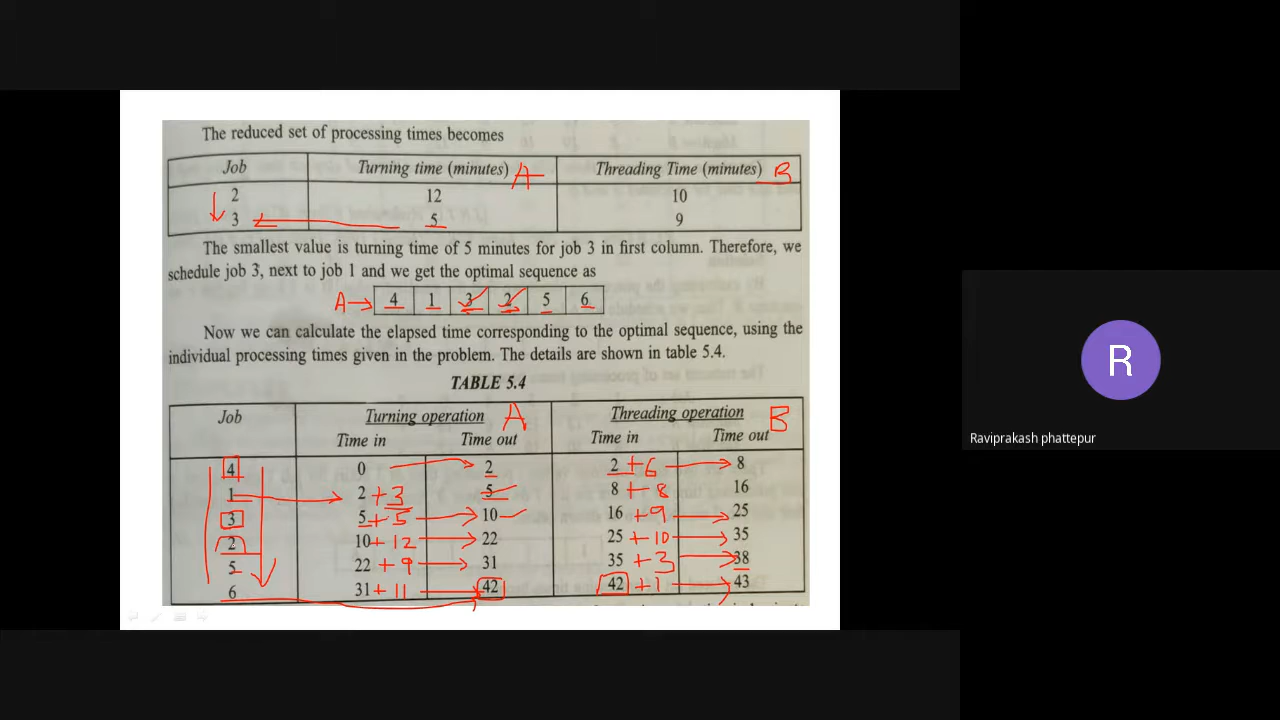 The reduced set of processing times becomes
Job Turning time (minutes) A Threading Time (minutes) B
2 12 10
3 5 9
The smallest value is turning time of 5 minutes for job 3 in first column. Therefore, we
schedule job 3, next to job 1 and we get the optimal sequence as
A 4 1 3 2 5 6
Now we can calculate the elapsed time corresponding to the optimal sequence, using the
individual processing times given in the problem. The details are shown in table 5.4.
TABLE 5.4
Job Turning operation A Threading operation B
Time in Time out Time in Time out
4 0 2 2 +6 8
1 2 +3 5 8 +8 16
3 5 +5 10 16 +9 25
2 10 +12 22 25 +10 35
5 22 +9 31 35 +3 38
6 31 +11 42 42 +1 43
R
Raviprakash phattepur